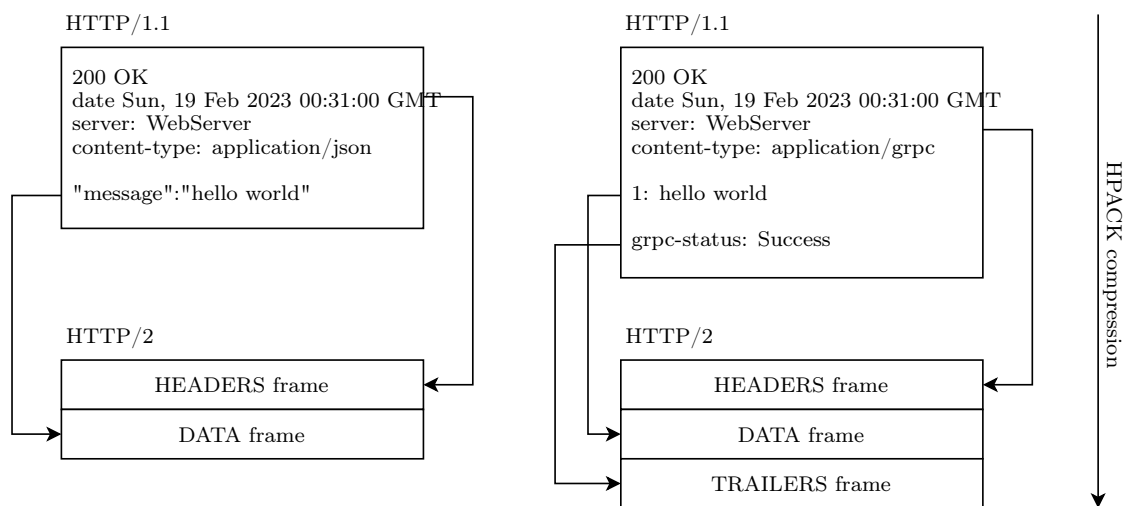 HTTP/1.1
200 OK
date Sun, 19 Feb 2023 00:31:00 GMT
server: WebServer
content-type: application/json
"message":"hello world"
HTTP/2
HEADERS frame
DATA frame
HTTP/1.1
200 OK
date Sun, 19 Feb 2023 00:31:00 GMT
server: WebServer
content-type: application/grpc
1: hello world
grpc-status: Success
HTTP/2
HEADERS frame
DATA frame
TRAILERS frame
HPACK compression